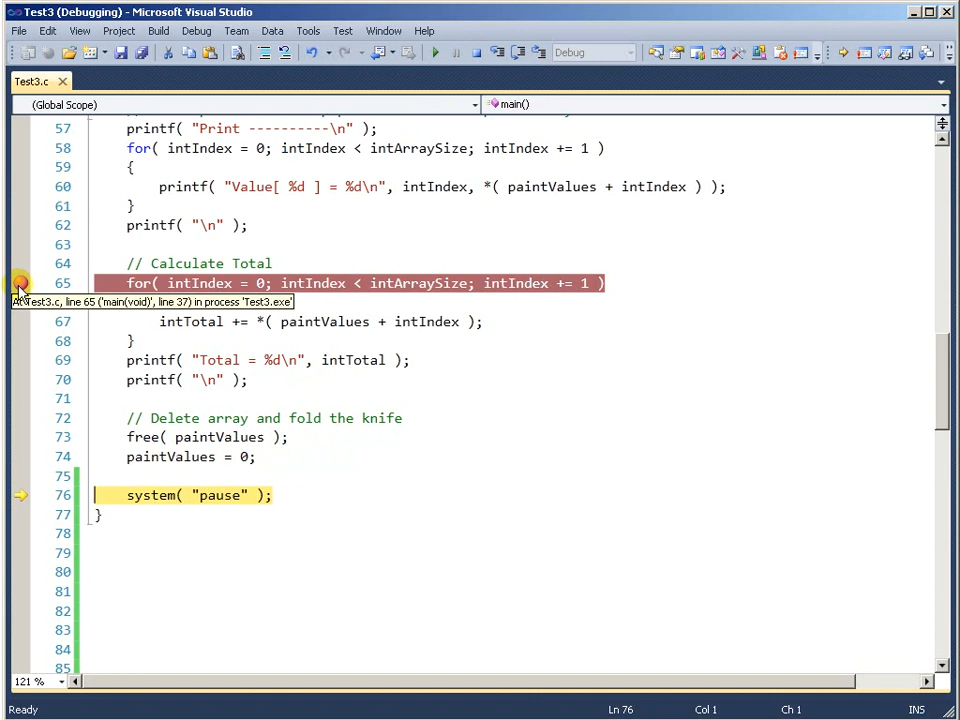 Test3 (Debugging) - Microsoft Visual Studio
File Edit View Project Build Debug Team Data Tools Test Window Help
Debug
Test3.c
(Global Scope) main()
57 printf( "Print ----------\n" );
58 for( intIndex = 0; intIndex < intArraySize; intIndex += 1 )
59 {
60 printf( "Value[ %d ] = %d\n", intIndex, *( paintValues + intIndex ) );
61 }
62 printf( "\n" );
63
64 // Calculate Total
65 for( intIndex = 0; intIndex < intArraySize; intIndex += 1 )
At Test3.c, line 65 ('main(void)', line 37) in process 'Test3.exe'
67 intTotal += *( paintValues + intIndex );
68 }
69 printf( "Total = %d\n", intTotal );
70 printf( "\n" );
71
72 // Delete array and fold the knife
73 free( paintValues );
74 paintValues = 0;
75
76 system( "pause" );
77 }
78
79
80
81
82
83
84
85
121 %
Ready Ln 76 Col 1 Ch 1 INS